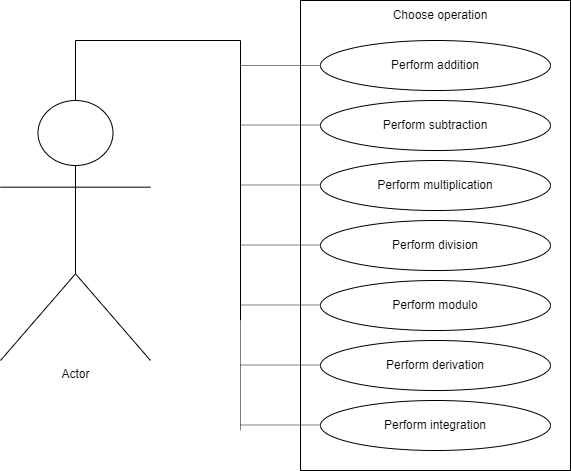 Choose operation
Perform addition
Perform subtraction
Perform multiplication
Perform division
Perform modulo
Perform derivation
Perform integration
Actor